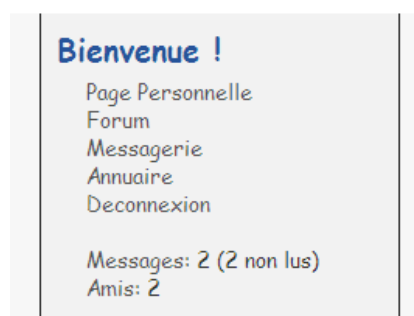 Bienvenue !
Page Personnelle
Forum
Messagerie
Annuaire
Deconnexion
Messages: 2 (2 non lus)
Amis: 2